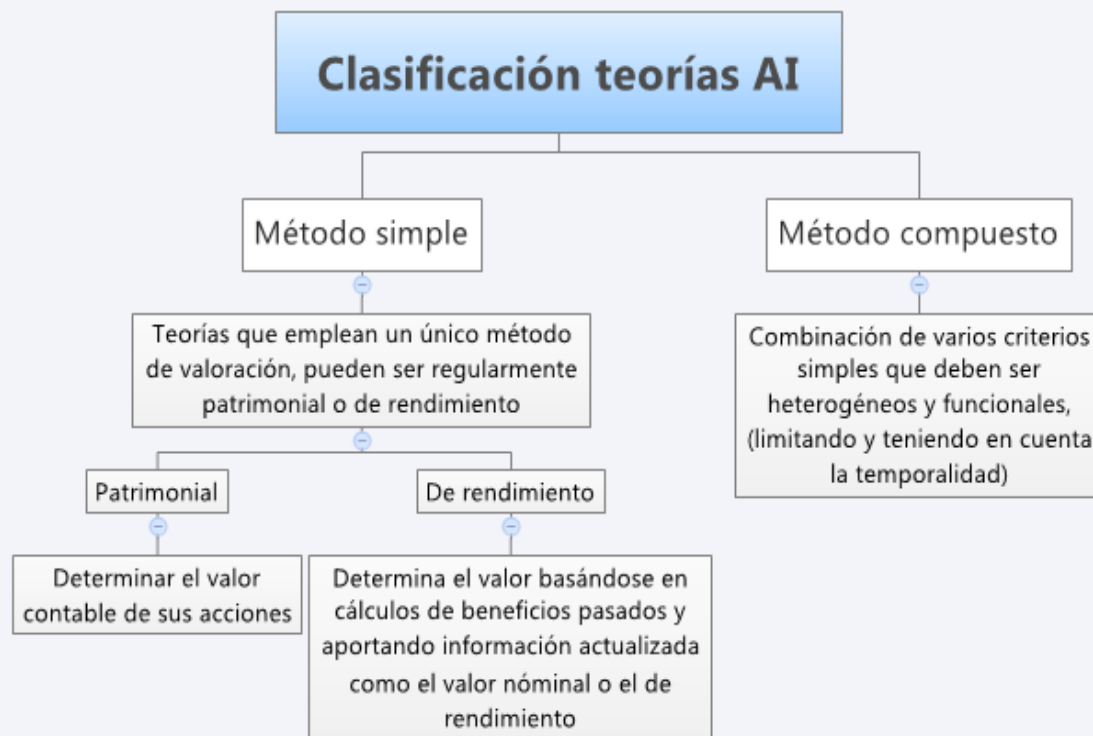 Clasificación teorías AI
Método simple
Método compuesto
Teorías que emplean un único método
de valoración, pueden ser regularmente
patrimonial o de rendimiento
Combinación de varios criterios
simples que deben ser
heterogéneos y funcionales,
(limitando y teniendo en cuenta
la temporalidad)
Patrimonial
De rendimiento
Determinar el valor
contable de sus acciones
Determina el valor basándose en
cálculos de beneficios pasados y
aportando información actualizada
como el valor nóminal o el de
rendimiento